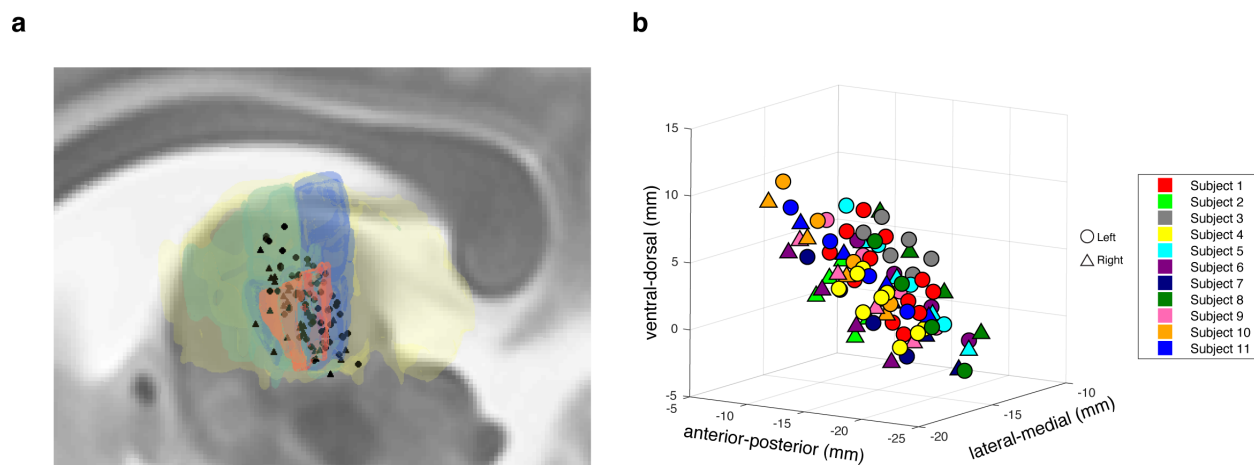 a
b
15
10
5
0
-5
ventral-dorsal (mm)
-5
-10
-15
-20
-25
anterior-posterior (mm)
-20
-15
-10
lateral-medial (mm)
Left
Right
Subject 1
Subject 2
Subject 3
Subject 4
Subject 5
Subject 6
Subject 7
Subject 8
Subject 9
Subject 10
Subject 11